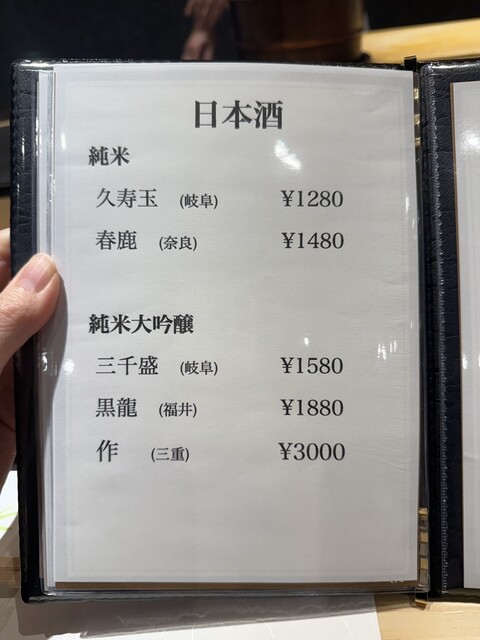 日本酒
純米
久寿玉 (岐阜) ¥1280
春鹿 (奈良) ¥1480
純米大吟醸
三千盛 (岐阜) ¥1580
黒龍 (福井) ¥1880
作 (三重) ¥3000